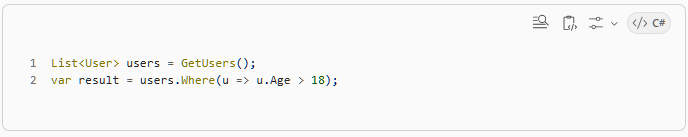 </> C#
1 List<User> users = GetUsers();
2 var result = users.Where(u => u.Age > 18);